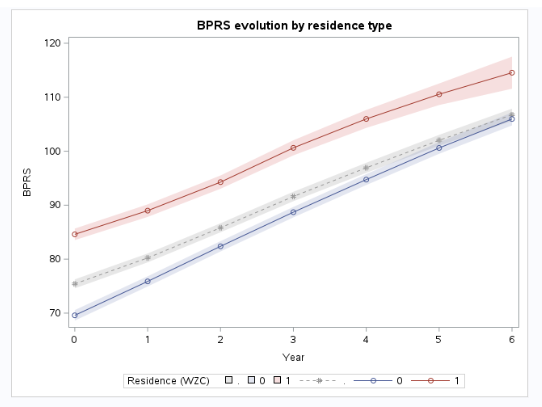 BPRS evolution by residence type
120
110
100
90
80
70
BPRS
0 1 2 3 4 5 6
Year
Residence (WZC) . 0 1 . 0 1